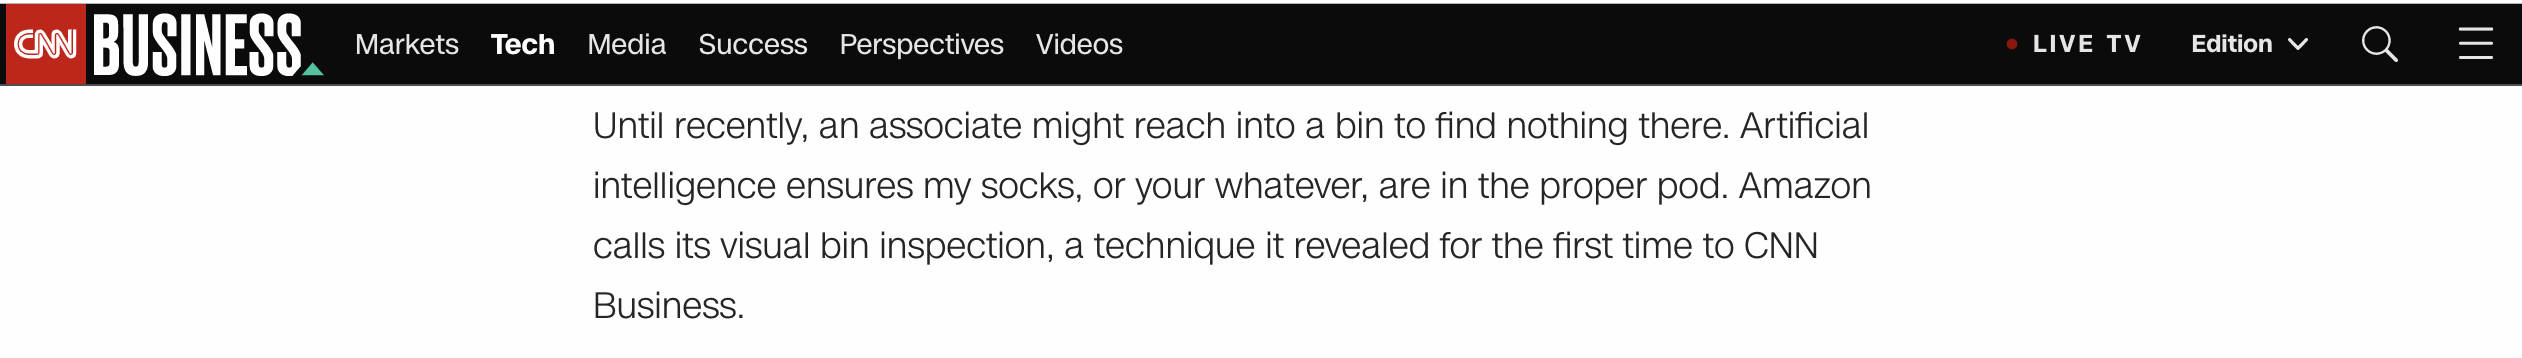 CNN BUSINESS Markets Tech Media Success Perspectives Videos LIVE TV Edition
Until recently, an associate might reach into a bin to find nothing there. Artificial
intelligence ensures my socks, or your whatever, are in the proper pod. Amazon
calls its visual bin inspection, a technique it revealed for the first time to CNN
Business.